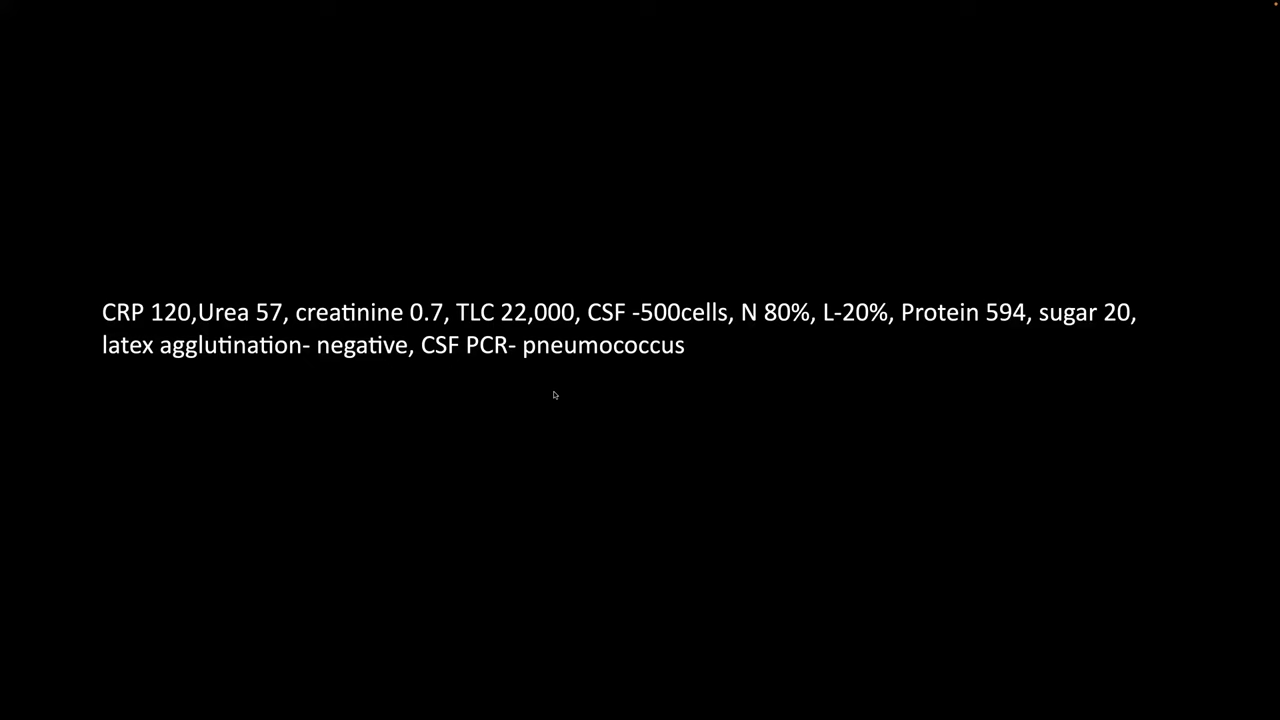 CRP 120,Urea 57, creatinine 0.7, TLC 22,000, CSF -500cells, N 80%, L-20%, Protein 594, sugar 20,
latex agglutination- negative, CSF PCR- pneumococcus